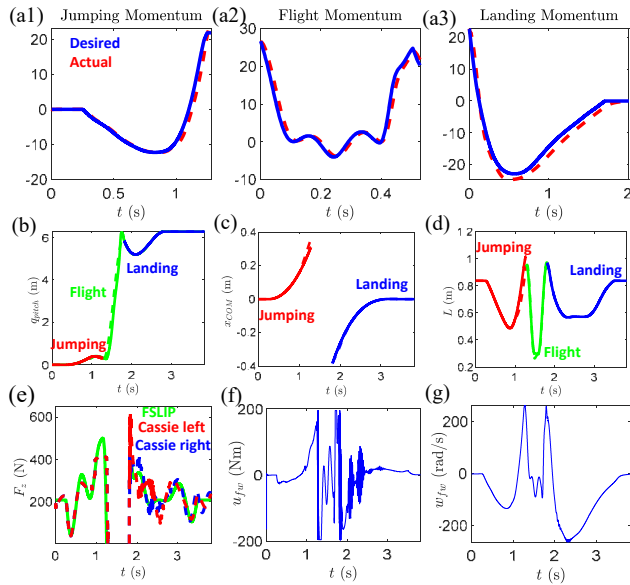 (a1) Jumping Momentum (a2) Flight Momentum (a3) Landing Momentum
Desired
Actual
20
10
0
-10
-20
0 0.5 1
t (s)
30
20
10
0
-10
0 0.2 0.4
t (s)
20
10
0
-10
-20
0 1 2
t (s)
(b)
q_pitch (m)
6
4
2
0
Flight
Landing
Jumping
0 1 2 3
t (s)
(c)
x_COM (m)
0.4
0.2
0
-0.2
-0.4
Jumping
Landing
0 1 2 3
t (s)
(d)
L (m)
1.2
1
0.8
0.6
0.4
0.2
Jumping
Landing
Flight
0 1 2 3
t (s)
(e)
F_z (N)
600
400
200
FSLIP
Cassie left
Cassie right
0 1 2 3
t (s)
(f)
u_fw (Nm)
200
0
-200
0 1 2 3
t (s)
(g)
w_fw (rad/s)
200
0
-200
0 1 2 3
t (s)